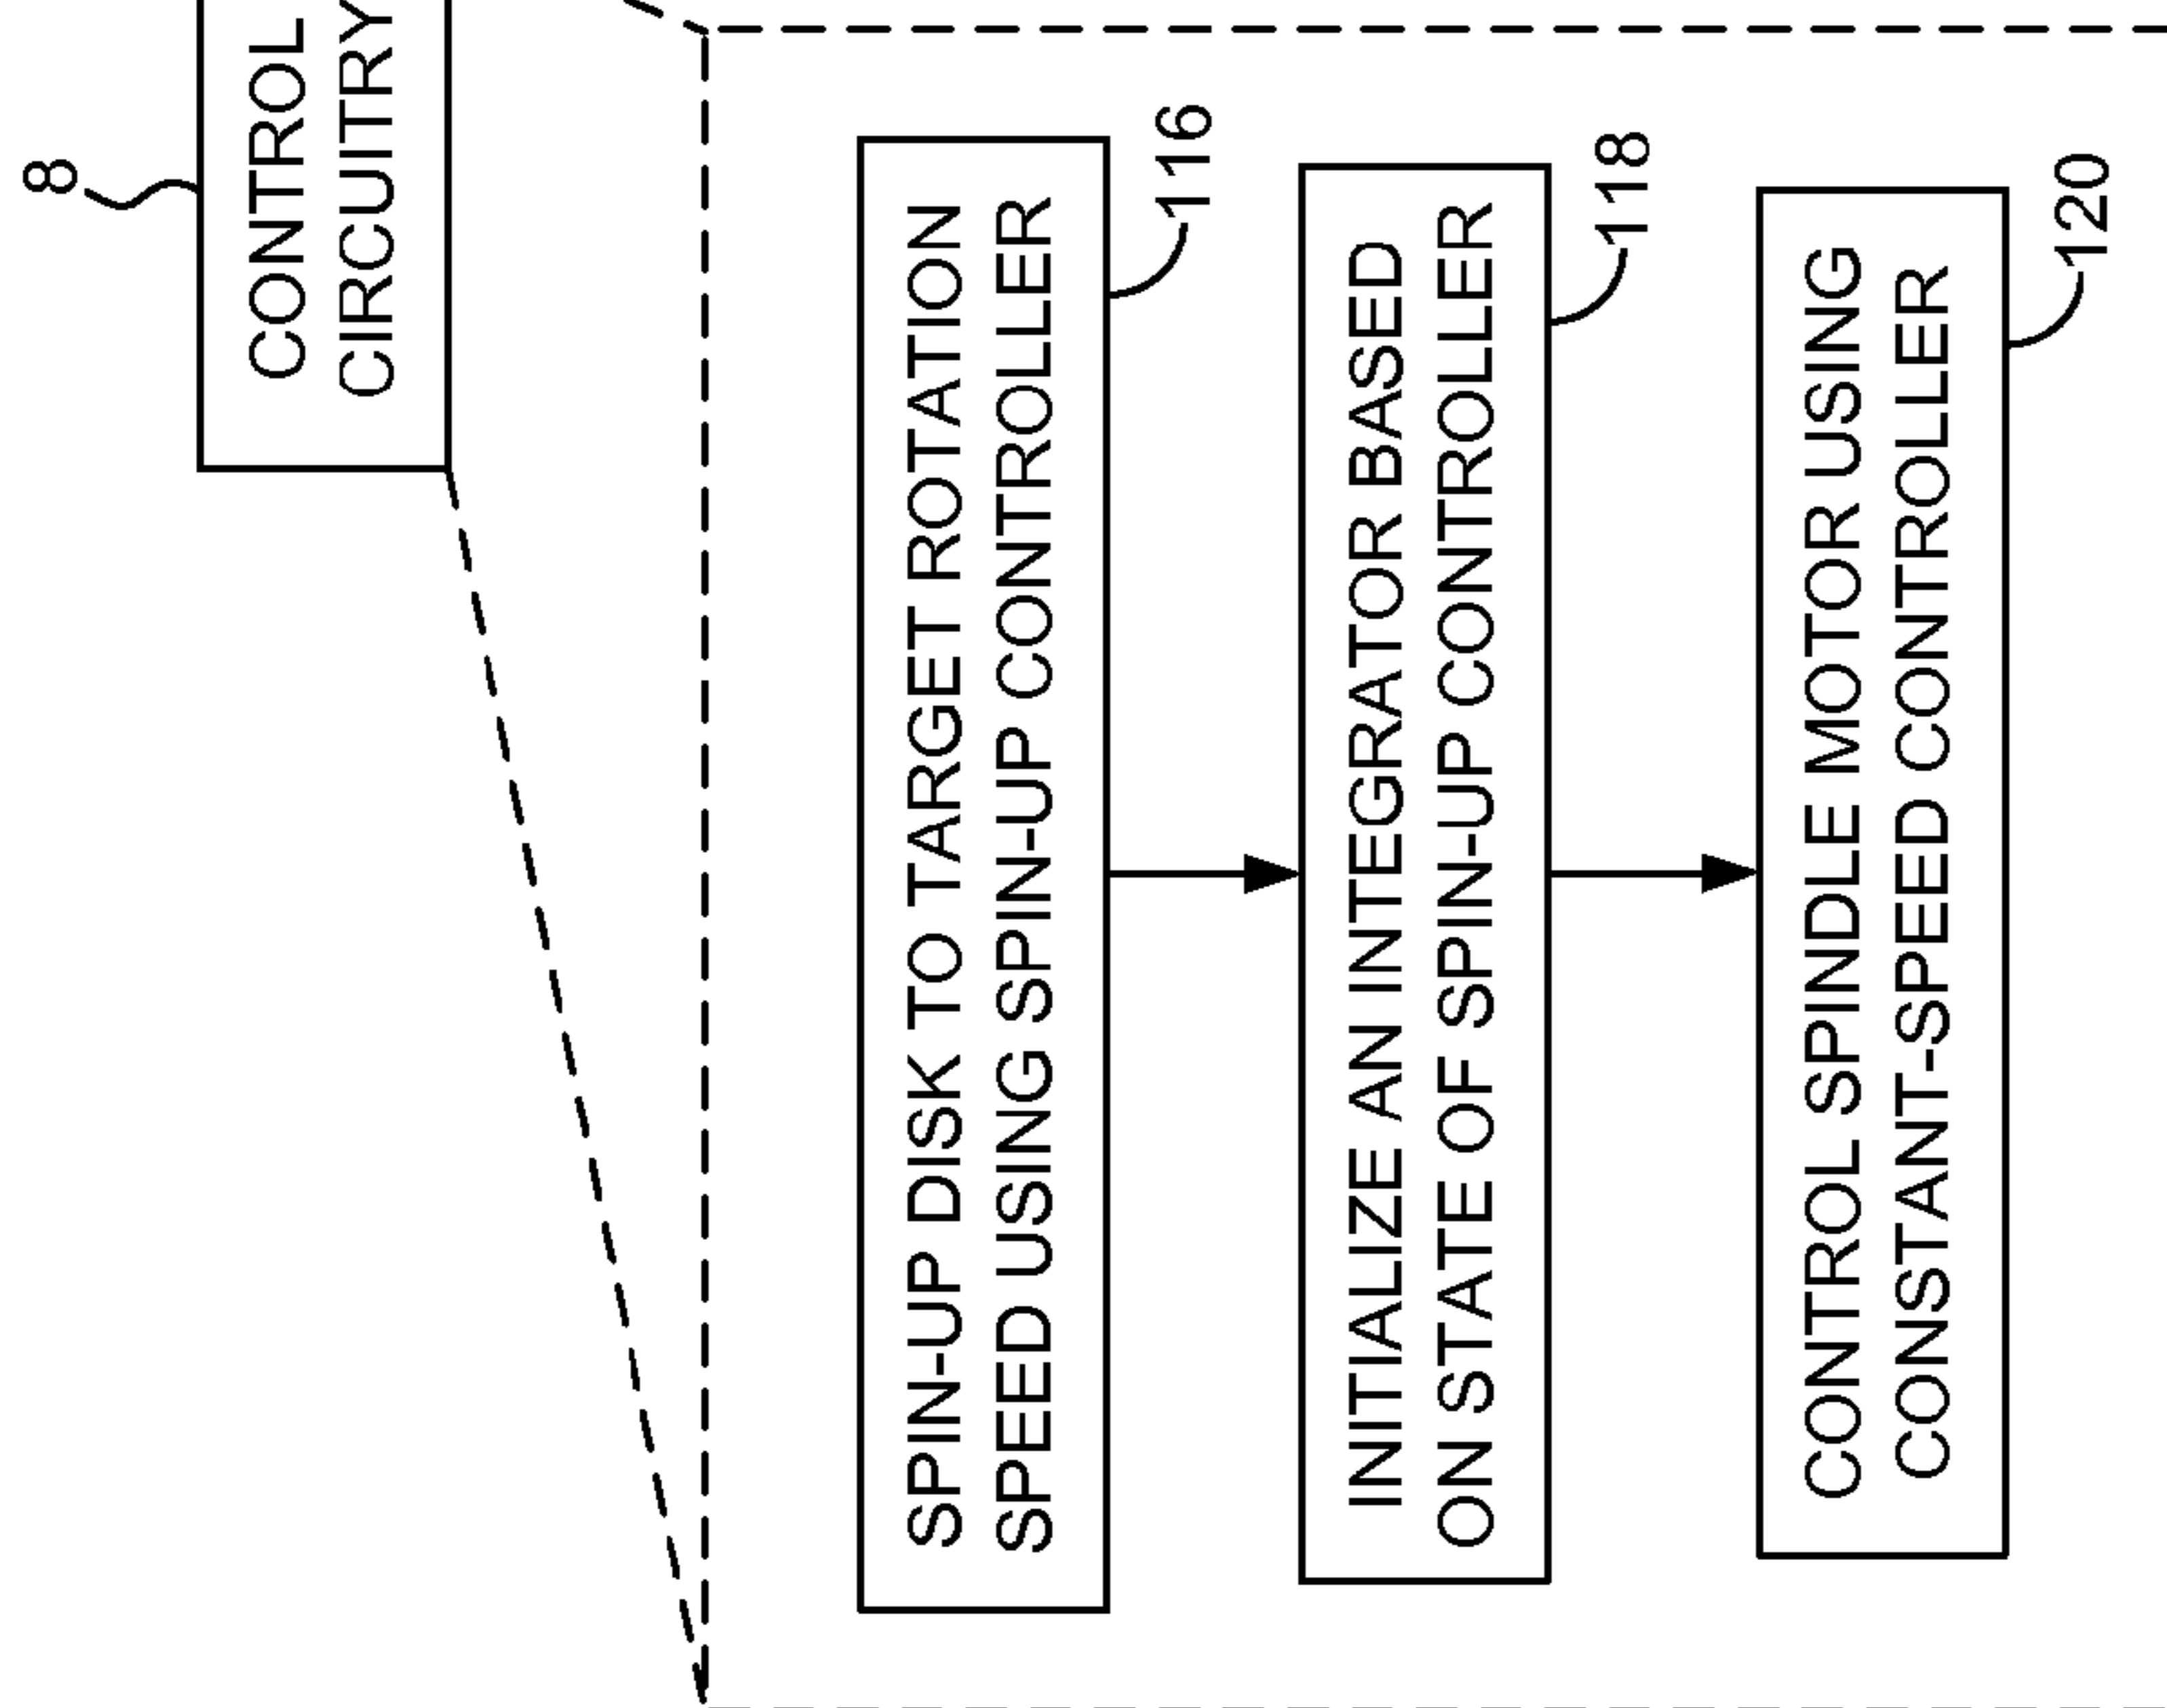 8
CONTROL
CIRCUITRY
SPIN-UP DISK TO TARGET ROTATION
SPEED USING SPIN-UP CONTROLLER
116
INITIALIZE AN INTEGRATOR BASED
ON STATE OF SPIN-UP CONTROLLER
118
CONTROL SPINDLE MOTOR USING
CONSTANT-SPEED CONTROLLER
120